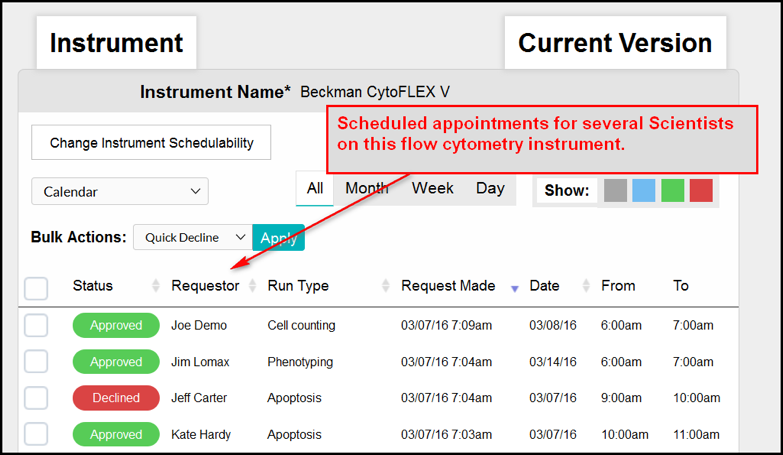 Instrument
Current Version
Instrument Name* Beckman CytoFLEX V
Scheduled appointments for several Scientists
on this flow cytometry instrument.
Change Instrument Schedulability
Calendar
All Month Week Day
Show:
Bulk Actions: Quick Decline Apply
Status Requestor Run Type Request Made Date From To
Approved Joe Demo Cell counting 03/07/16 7:09am 03/08/16 6:00am 7:00am
Approved Jim Lomax Phenotyping 03/07/16 7:04am 03/14/16 6:00am 7:00am
Declined Jeff Carter Apoptosis 03/07/16 7:04am 03/07/16 9:00am 10:00am
Approved Kate Hardy Apoptosis 03/07/16 7:03am 03/07/16 10:00am 11:00am